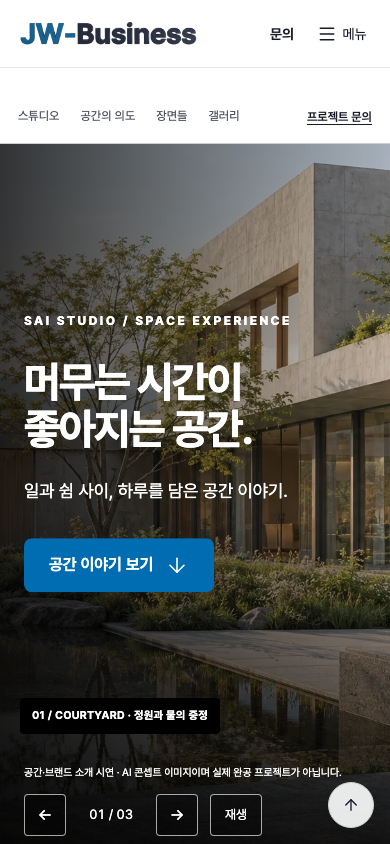 JW-Business
문의
메뉴
스튜디오
공간의 의도
장면들
갤러리
프로젝트 문의
SAI STUDIO / SPACE EXPERIENCE
머무는 시간이
좋아지는 공간.
일과 쉼 사이, 하루를 담은 공간 이야기.
공간 이야기 보기 ↓
01 / COURTYARD · 정원과 물의 중정
공간·브랜드 소개 시연 · AI 콘셉트 이미지이며 실제 완공 프로젝트가 아닙니다.
← 01 / 03 → 재생
↑